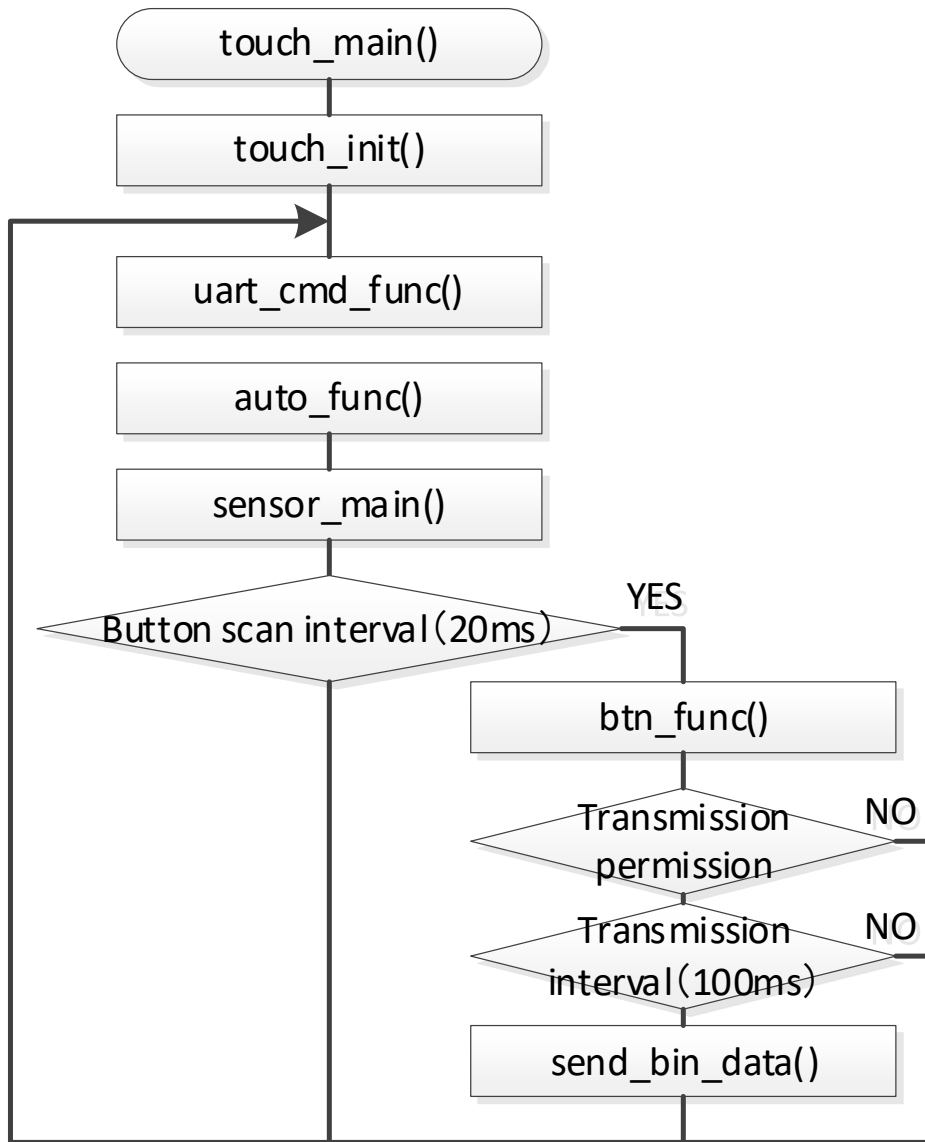 touch_main()
touch_init()
uart_cmd_func()
auto_func()
sensor_main()
Button scan interval（20ms）
YES
btn_func()
Transmission
permission
NO
Transmission
interval（100ms）
NO
send_bin_data()